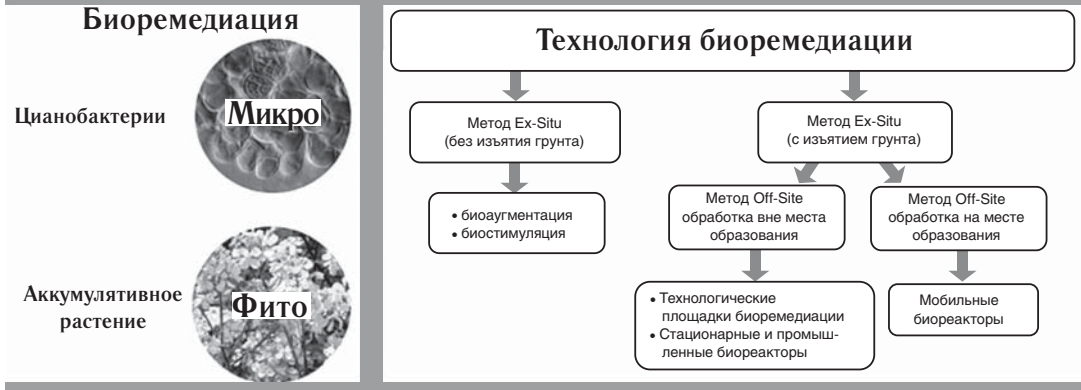 Биоремедиация
Цианобактерии
Микро
Аккумулятивное
растение
Фито
Технология биоремедиации
Метод Ex-Situ
(без изъятия грунта)
• биоаугментация
• биостимуляция
Метод Ex-Situ
(с изъятием грунта)
Метод Off-Site
обработка вне места
образования
• Технологические
площадки биоремедиации
• Стационарные и промыш-
ленные биореакторы
Метод Off-Site
обработка на месте
образования
Мобильные
биореакторы